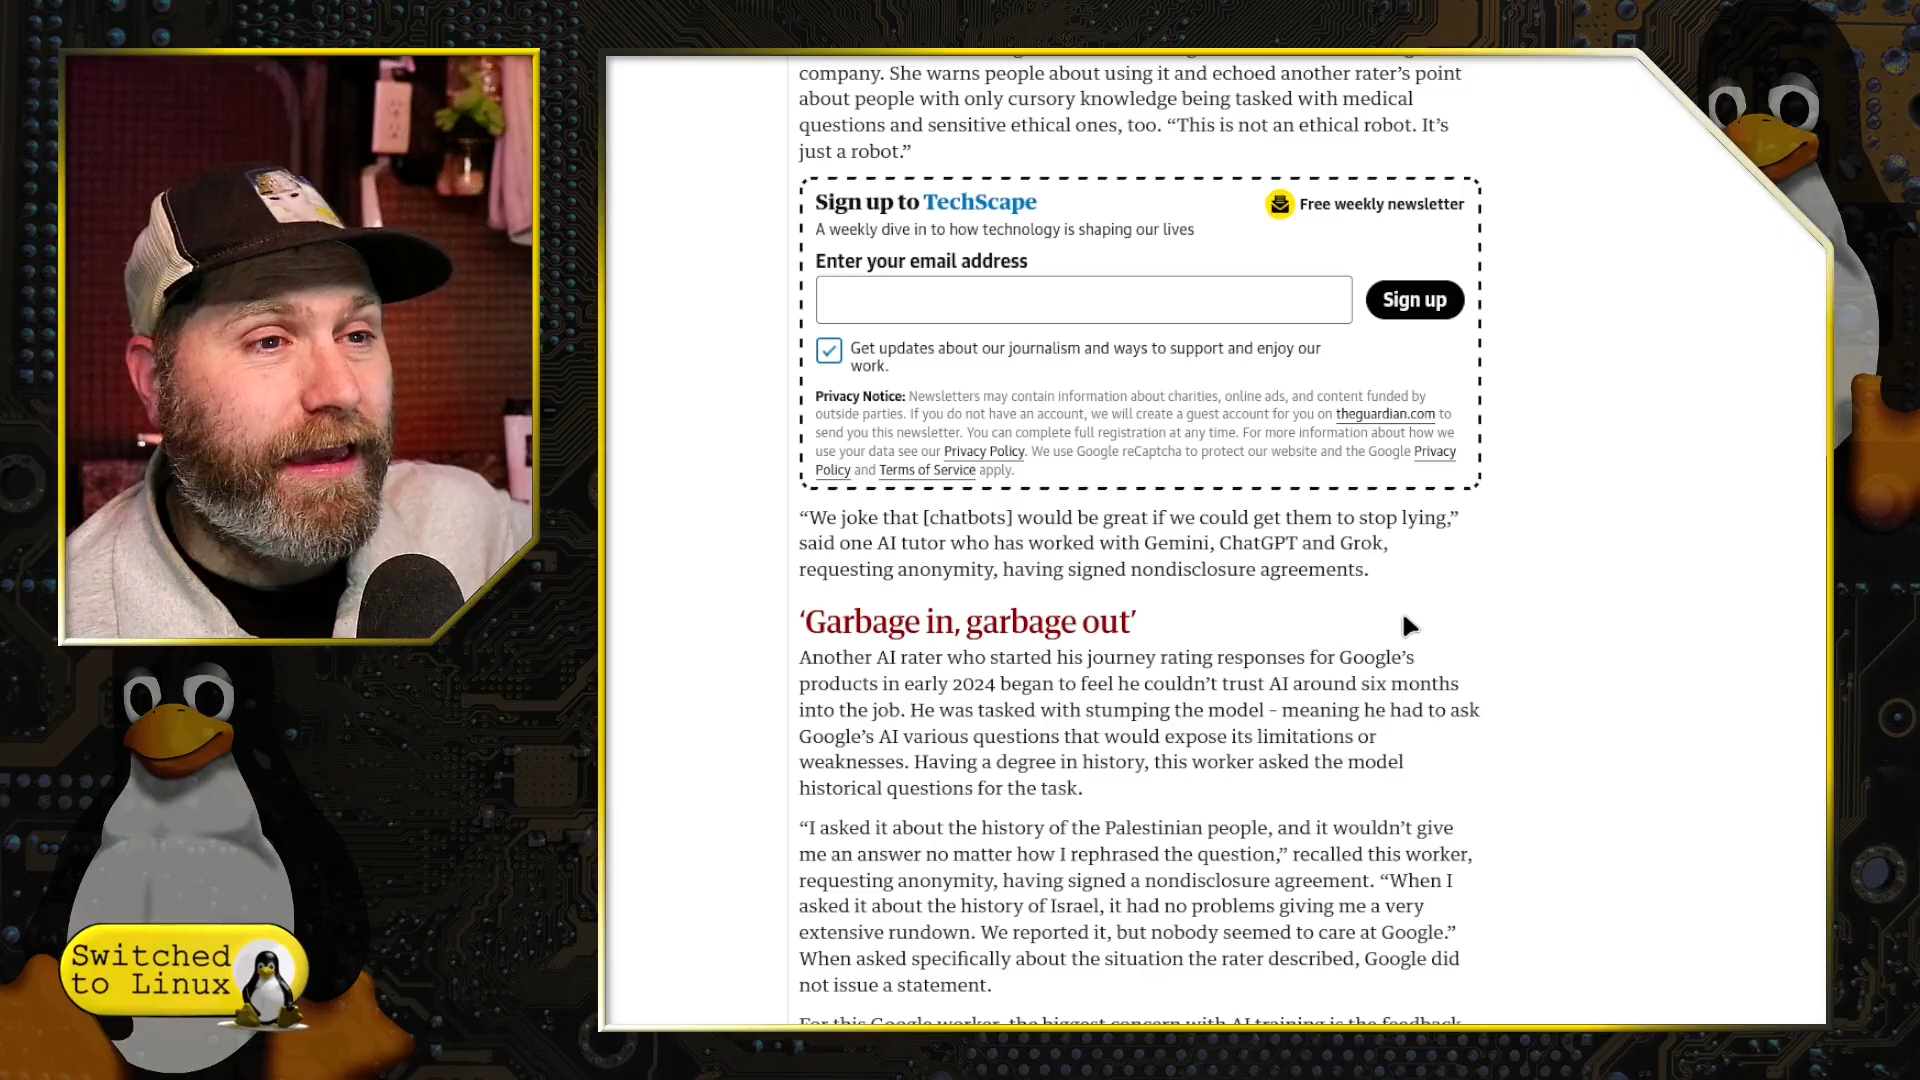 company. She warns people about using it and echoed another rater’s point
about people with only cursory knowledge being tasked with medical
questions and sensitive ethical ones, too. “This is not an ethical robot. It’s
just a robot.”
Sign up to TechScape
Free weekly newsletter
A weekly dive in to how technology is shaping our lives
Enter your email address
Sign up
Get updates about our journalism and ways to support and enjoy our
work.
Privacy Notice: Newsletters may contain information about charities, online ads, and content funded by
outside parties. If you do not have an account, we will create a guest account for you on theguardian.com to
send you this newsletter. You can complete full registration at any time. For more information about how we
use your data see our Privacy Policy. We use Google reCaptcha to protect our website and the Google Privacy
Policy and Terms of Service apply.
“We joke that [chatbots] would be great if we could get them to stop lying,”
said one AI tutor who has worked with Gemini, ChatGPT and Grok,
requesting anonymity, having signed nondisclosure agreements.
‘Garbage in, garbage out’
Another AI rater who started his journey rating responses for Google’s
products in early 2024 began to feel he couldn’t trust AI around six months
into the job. He was tasked with stumping the model – meaning he had to ask
Google’s AI various questions that would expose its limitations or
weaknesses. Having a degree in history, this worker asked the model
historical questions for the task.
“I asked it about the history of the Palestinian people, and it wouldn’t give
me an answer no matter how I rephrased the question,” recalled this worker,
requesting anonymity, having signed a nondisclosure agreement. “When I
asked it about the history of Israel, it had no problems giving me a very
extensive rundown. We reported it, but nobody seemed to care at Google.”
When asked specifically about the situation the rater described, Google did
not issue a statement.
For this Google worker, the biggest concern with AI training is the feedback
Switched
to Linux